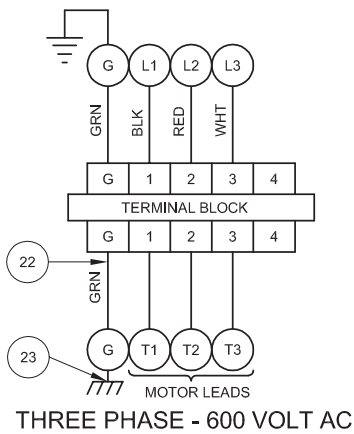 G L1 L2 L3
GRN BLK RED WHT
G 1 2 3 4
TERMINAL BLOCK
G 1 2 3 4
22
GRN
23
G T1 T2 T3
MOTOR LEADS
THREE PHASE - 600 VOLT AC